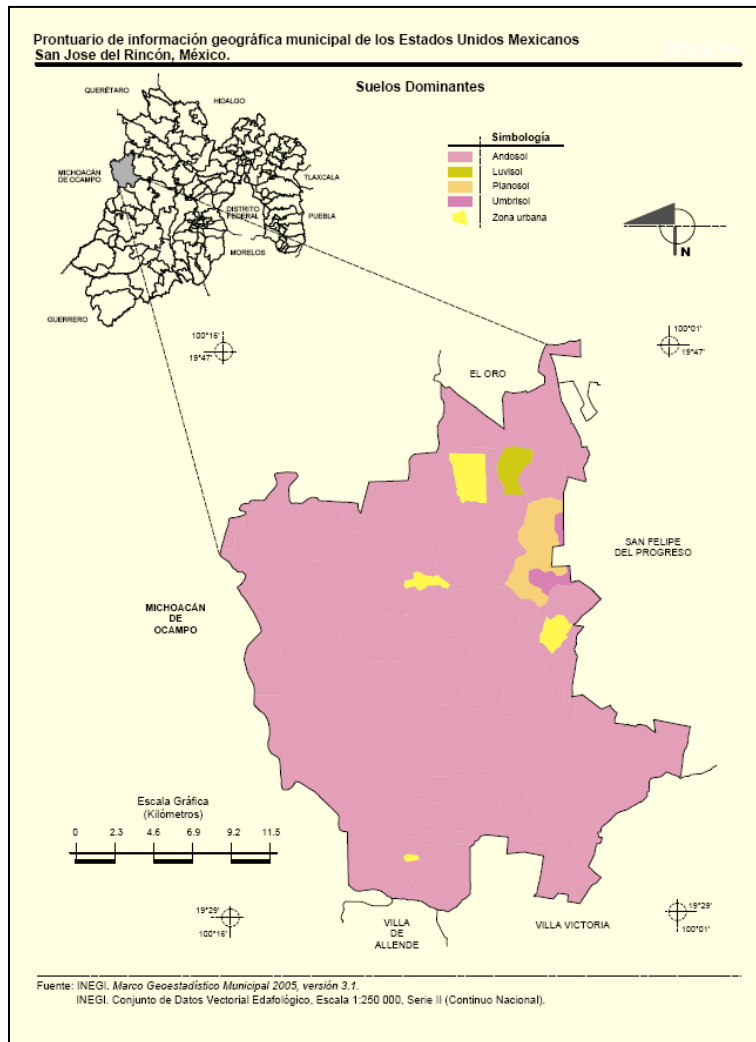 Prontuario de información geográfica municipal de los Estados Unidos Mexicanos
San Jose del Rincón, México.
Suelos Dominantes
QUERÉTARO
HIDALGO
MICHOACÁN
DE OCAMPO
TLAXCALA
DISTRITO
FEDERAL
PUEBLA
MORELOS
GUERRERO
Simbología
Andosol
Luvisol
Planosol
Umbrisol
Zona urbana
N
100°16'
19°47'
100°01'
19°47'
EL ORO
SAN FELIPE
DEL PROGRESO
MICHOACÁN
DE
OCAMPO
Escala Gráfica
(Kilómetros)
0 2.3 4.6 6.9 9.2 11.5
19°29'
100°16'
VILLA
DE
ALLENDE
VILLA VICTORIA
19°29'
100°01'
Fuente: INEGI. Marco Geoestadístico Municipal 2005, versión 3.1.
INEGI. Conjunto de Datos Vectorial Edafológico, Escala 1:250 000, Serie II (Continuo Nacional).